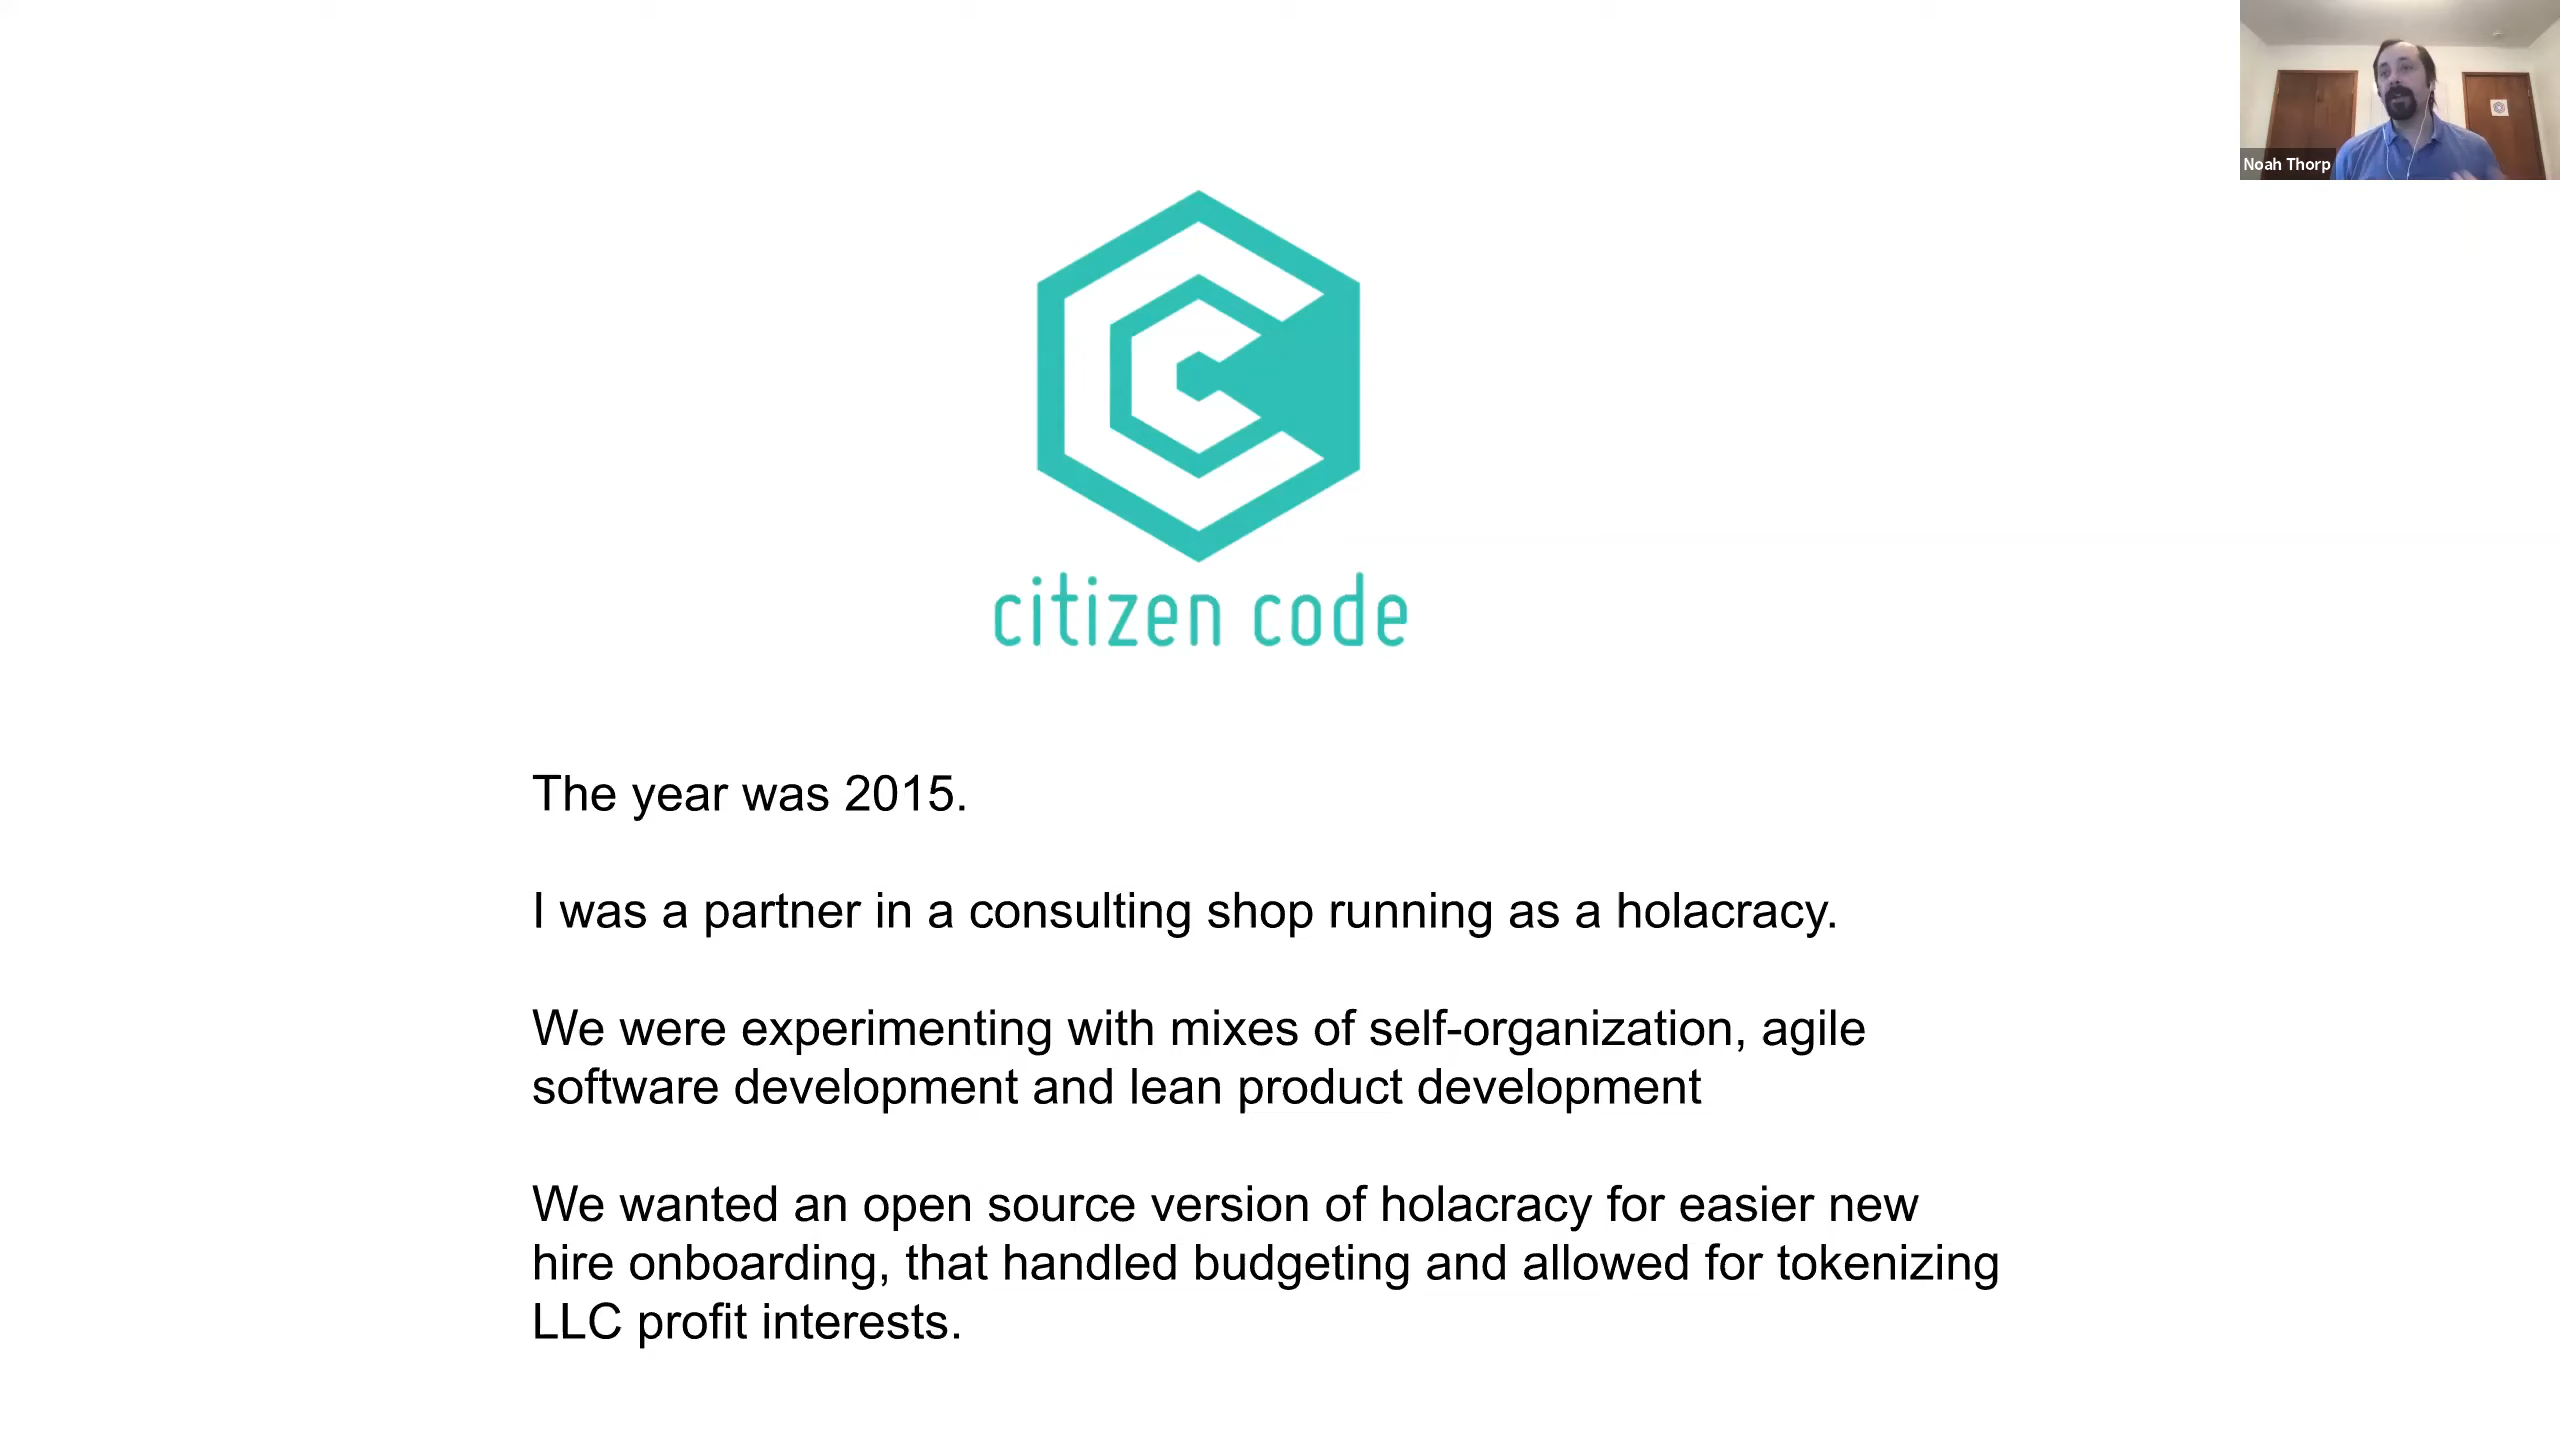 Noah Thorp
citizen code
The year was 2015.
I was a partner in a consulting shop running as a holacracy.
We were experimenting with mixes of self-organization, agile
software development and lean product development
We wanted an open source version of holacracy for easier new
hire onboarding, that handled budgeting and allowed for tokenizing
LLC profit interests.